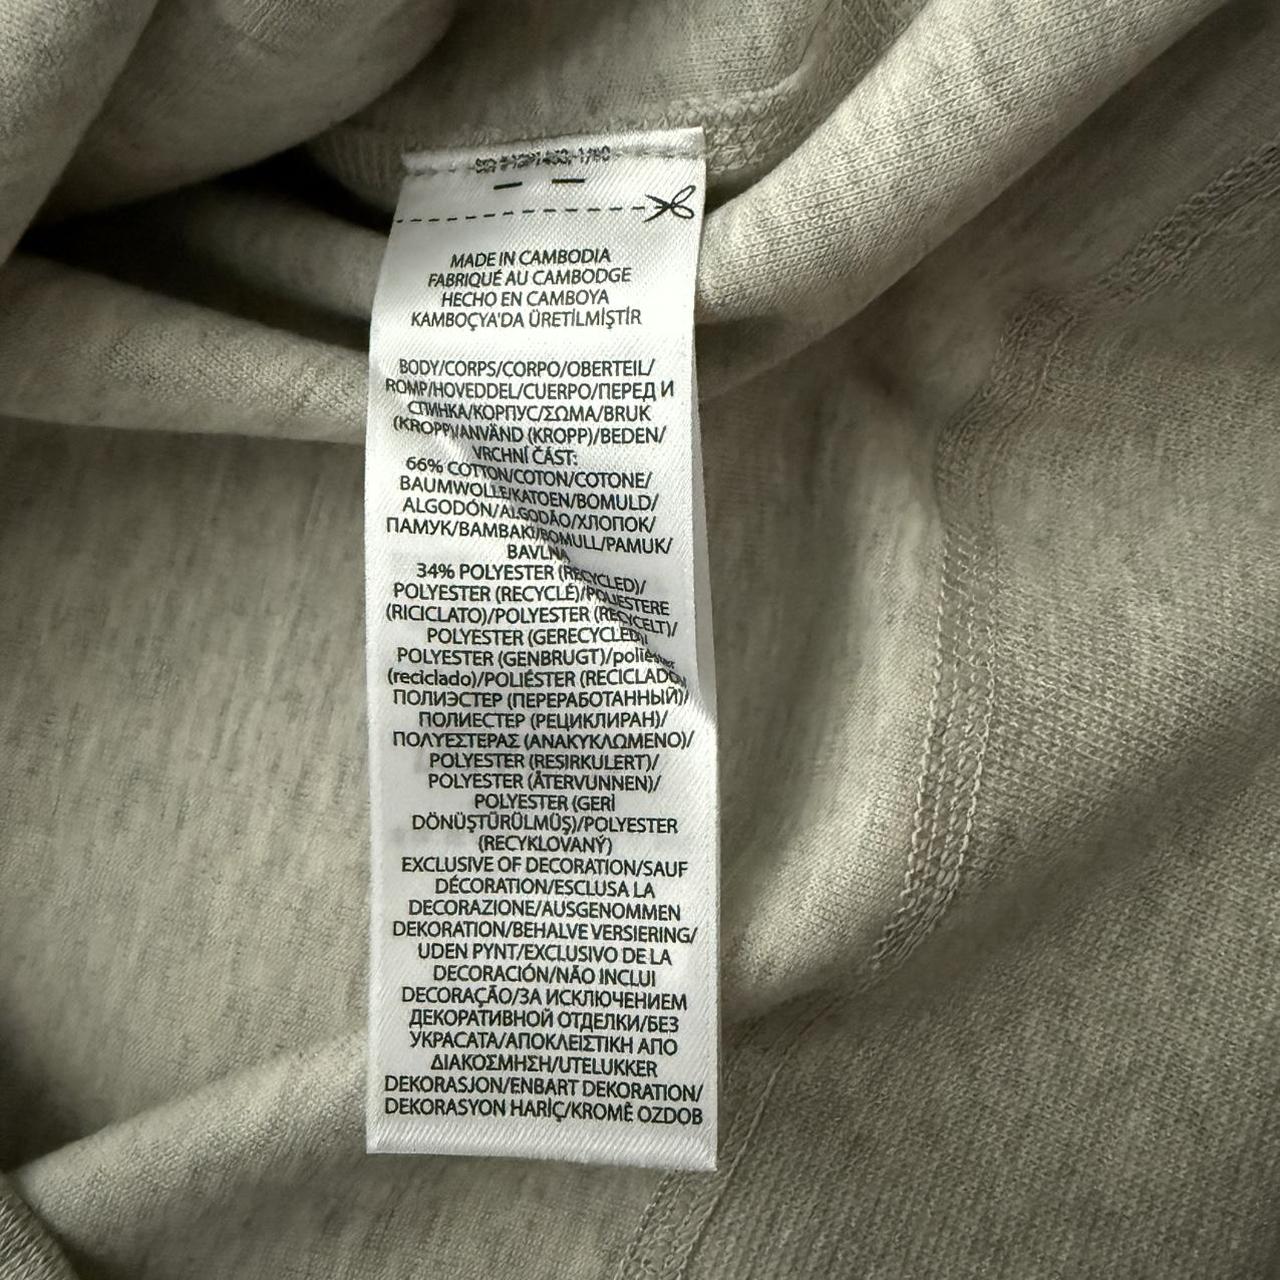 MADE IN CAMBODIA
FABRIQUÉ AU CAMBODGE
HECHO EN CAMBOYA
KAMBOÇYA'DA ÜRETİLMİŞTİR
BODY/CORPS/CORPO/OBERTEIL/
ROMP/HOVEDDEL/CUERPO/ПЕРЕД И
СПИНКА/КОРПУС/ΣΩΜΑ/BRUK
(KROPP)/ANVÄND (KROPP)/BEDEN/
VRCHNÍ ČÁST:
66% COTTON/COTON/COTONE/
BAUMWOLLE/KATOEN/BOMULD/
ALGODÓN/ALGODÃO/ХЛОПОК/
ПАМУК/ΒΑΜΒΑΚΙ/BOMULL/PAMUK/
BAVLNA
34% POLYESTER (RECYCLED)/
POLYESTER (RECYCLÉ)/POLIESTERE
(RICICLATO)/POLYESTER (RECYCELT)/
POLYESTER (GERECYCLED)/
POLYESTER (GENBRUGT)/poliéster
(reciclado)/POLIÉSTER (RECICLADO)/
ПОЛИЭСТЕР (ПЕРЕРАБОТАННЫЙ)/
ПОЛИЕСТЕР (РЕЦИКЛИРАН)/
ΠΟΛΥΕΣΤΕΡΑΣ (ΑΝΑΚΥΚΛΩΜΕΝΟ)/
POLYESTER (RESIRKULERT)/
POLYESTER (ÅTERVUNNEN)/
POLYESTER (GERİ
DÖNÜŞTÜRÜLMÜŞ)/POLYESTER
(RECYKLOVANÝ)
EXCLUSIVE OF DECORATION/SAUF
DÉCORATION/ESCLUSA LA
DECORAZIONE/AUSGENOMMEN
DEKORATION/BEHALVE VERSIERING/
UDEN PYNT/EXCLUSIVO DE LA
DECORACIÓN/NÃO INCLUI
DECORAÇÃO/ЗА ИСКЛЮЧЕНИЕМ
ДЕКОРАТИВНОЙ ОТДЕЛКИ/БЕЗ
УКРАСАТА/ΑΠΟΚΛΕΙΣΤΙΚΗ ΑΠΟ
ΔΙΑΚΟΣΜΗΣΗ/UTELUKKER
DEKORASJON/ENBART DEKORATION/
DEKORASYON HARİÇ/KROMĚ OZDOB